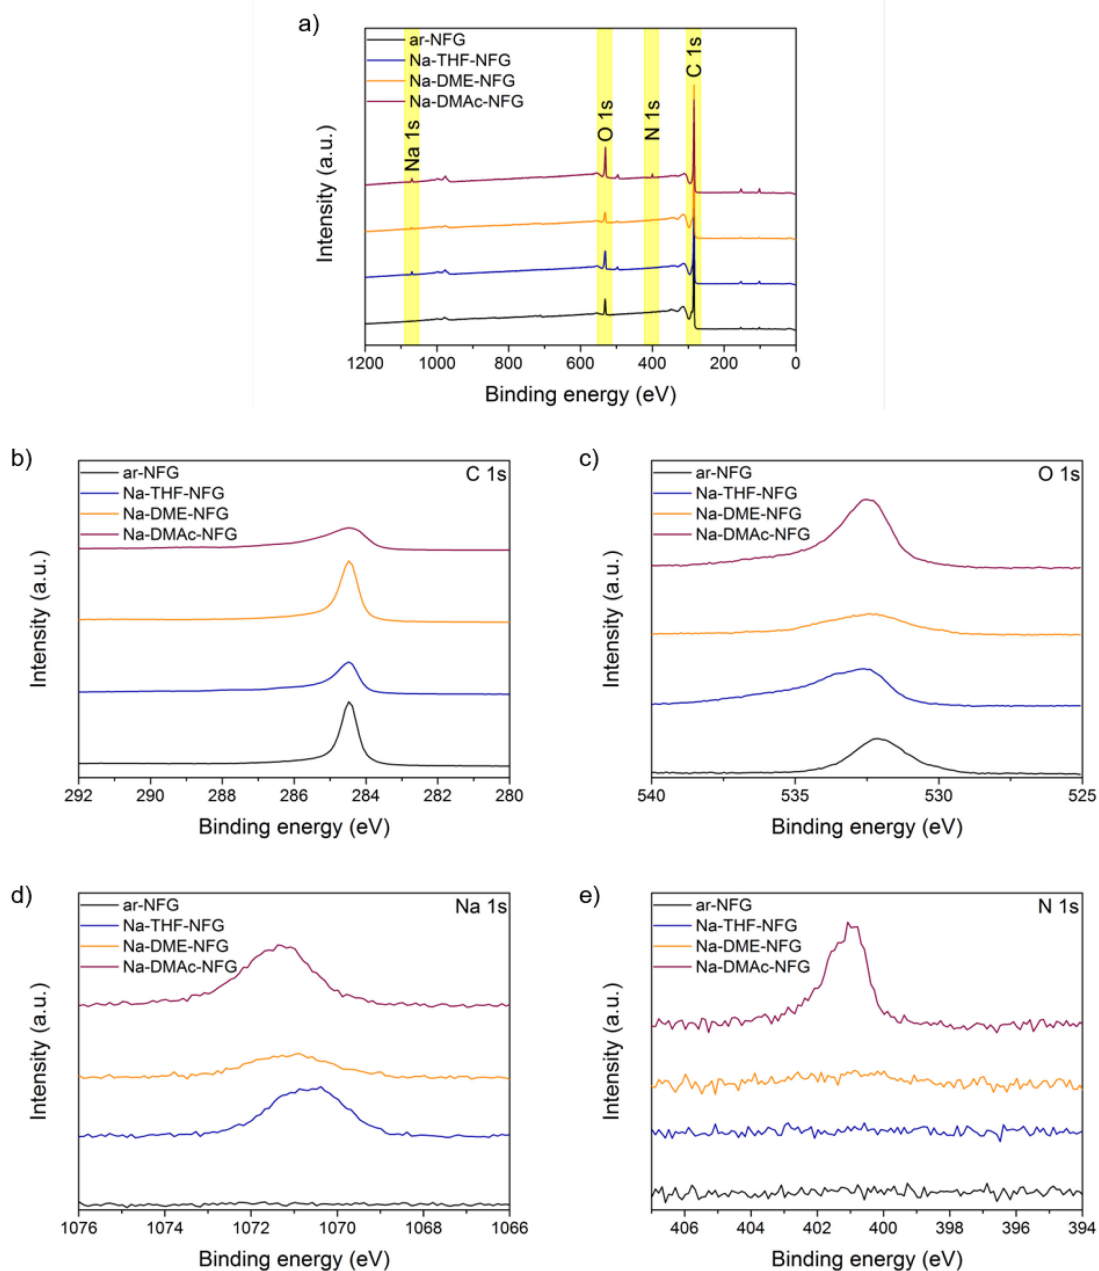 a)
ar-NFG
Na-THF-NFG
Na-DME-NFG
Na-DMAc-NFG
Na 1s
O 1s
N 1s
C 1s
Intensity (a.u.)
1200 1000 800 600 400 200 0
Binding energy (eV)
b)
ar-NFG
Na-THF-NFG
Na-DME-NFG
Na-DMAc-NFG
C 1s
Intensity (a.u.)
292 290 288 286 284 282 280
Binding energy (eV)
c)
ar-NFG
Na-THF-NFG
Na-DME-NFG
Na-DMAc-NFG
O 1s
Intensity (a.u.)
540 535 530 525
Binding energy (eV)
d)
ar-NFG
Na-THF-NFG
Na-DME-NFG
Na-DMAc-NFG
Na 1s
Intensity (a.u.)
1076 1074 1072 1070 1068 1066
Binding energy (eV)
e)
ar-NFG
Na-THF-NFG
Na-DME-NFG
Na-DMAc-NFG
N 1s
Intensity (a.u.)
406 404 402 400 398 396 394
Binding energy (eV)